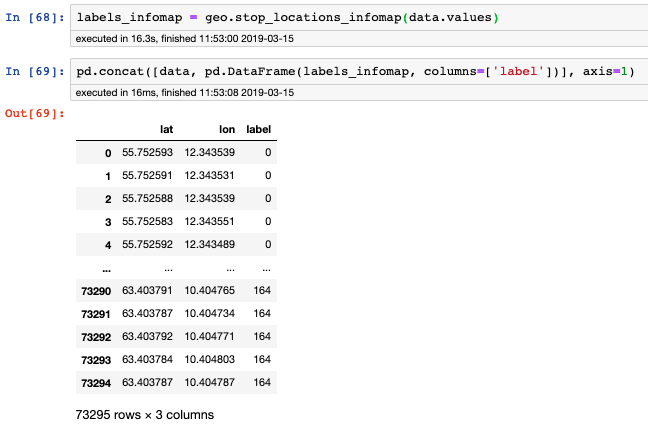 In [68]: labels_infomap = geo.stop_locations_infomap(data.values)
executed in 16.3s, finished 11:53:00 2019-03-15
In [69]: pd.concat([data, pd.DataFrame(labels_infomap, columns=['label'])], axis=1)
executed in 16ms, finished 11:53:08 2019-03-15
Out[69]:
lat lon label
0 55.752593 12.343539 0
1 55.752591 12.343531 0
2 55.752588 12.343539 0
3 55.752583 12.343551 0
4 55.752592 12.343489 0
... ... ... ...
73290 63.403791 10.404765 164
73291 63.403787 10.404734 164
73292 63.403792 10.404771 164
73293 63.403784 10.404803 164
73294 63.403787 10.404787 164
73295 rows × 3 columns